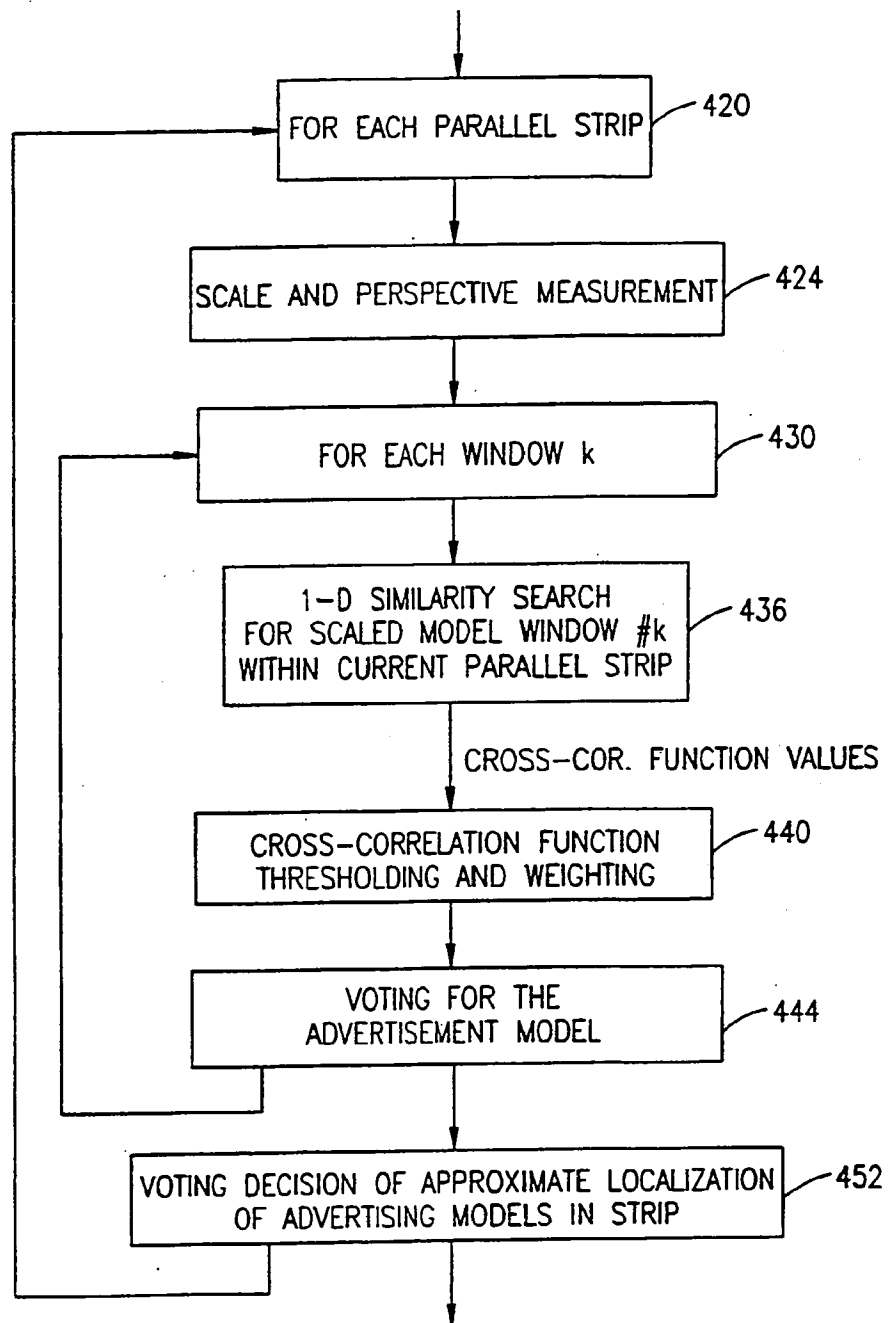 FOR EACH PARALLEL STRIP
420
SCALE AND PERSPECTIVE MEASUREMENT
424
FOR EACH WINDOW k
430
1-D SIMILARITY SEARCH
FOR SCALED MODEL WINDOW #k
WITHIN CURRENT PARALLEL STRIP
436
CROSS-COR. FUNCTION VALUES
CROSS-CORRELATION FUNCTION
THRESHOLDING AND WEIGHTING
440
VOTING FOR THE
ADVERTISEMENT MODEL
444
VOTING DECISION OF APPROXIMATE LOCALIZATION
OF ADVERTISING MODELS IN STRIP
452